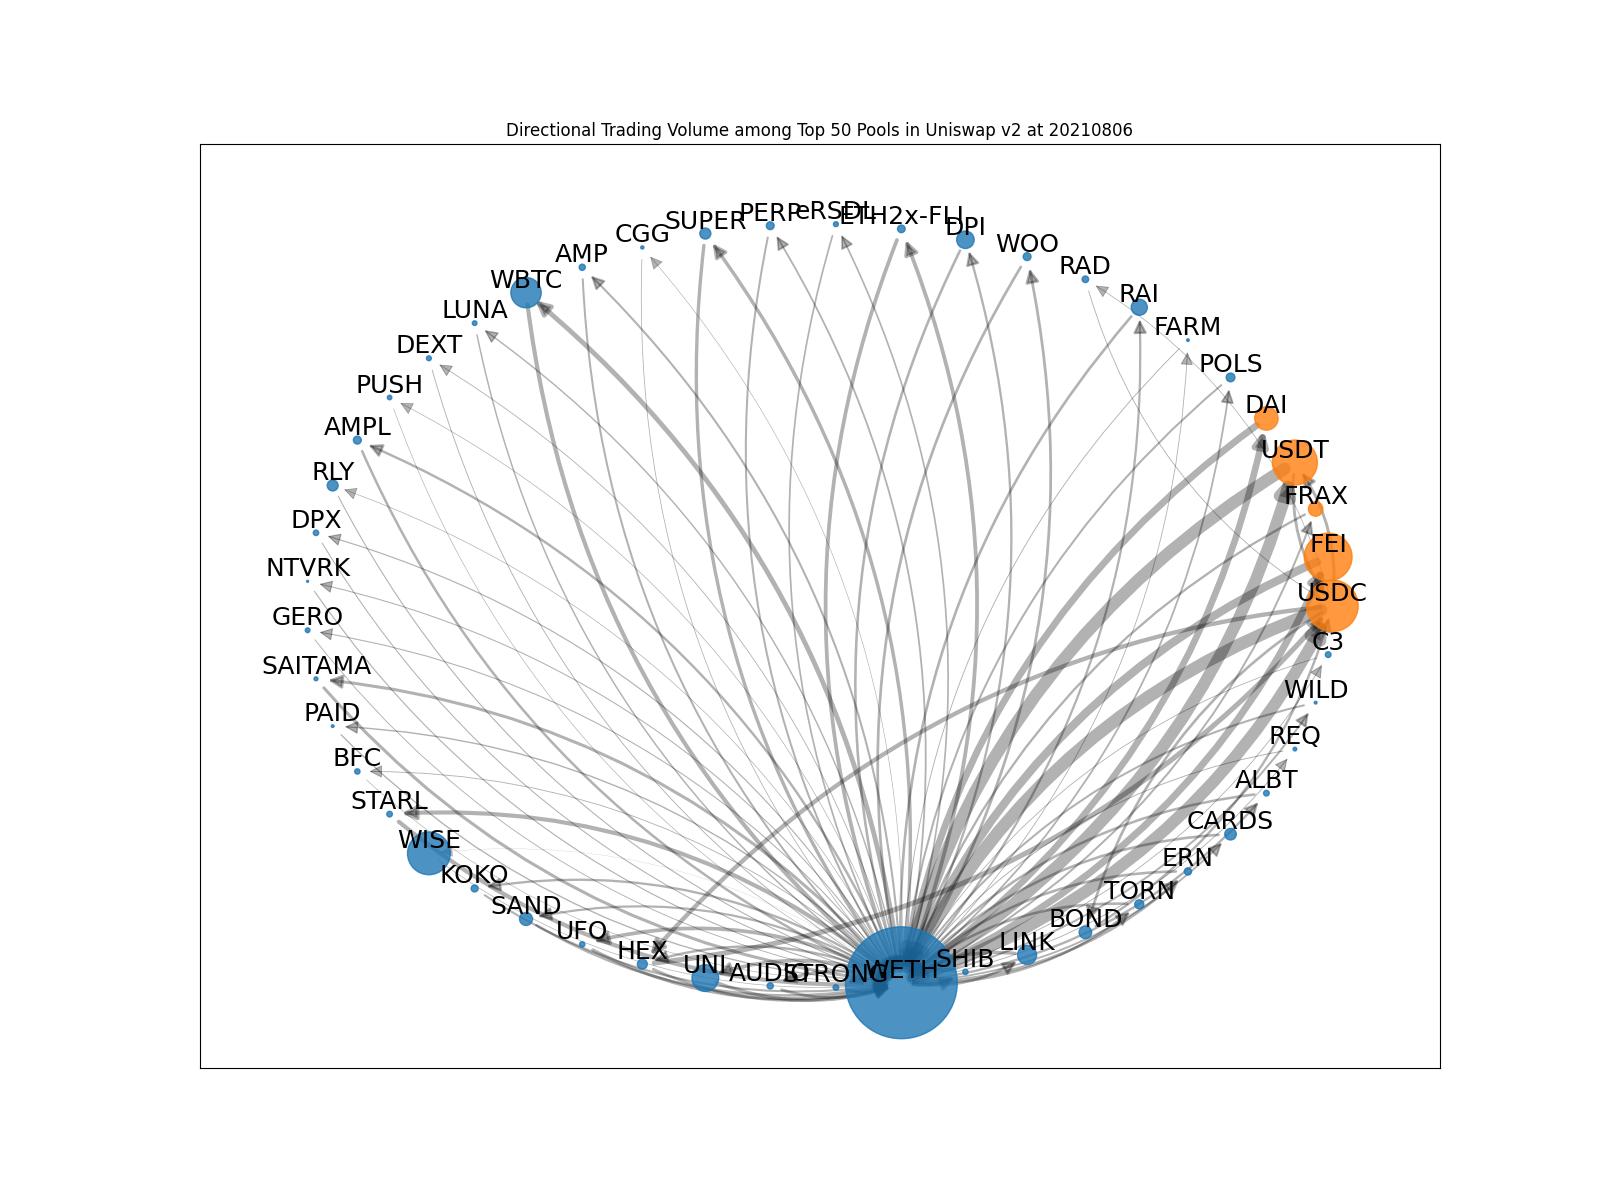 Directional Trading Volume among Top 50 Pools in Uniswap v2 at 20210806
PERP
eRSDL
ETH2x-FLI
SUPER
DPI
CGG
WOO
AMP
RAD
WBTC
RAI
LUNA
FARM
DEXT
POLS
PUSH
DAI
AMPL
USDT
RLY
FRAX
DPX
FEI
NTVRK
USDC
GERO
C3
SAITAMA
WILD
PAID
REQ
BFC
ALBT
STARL
CARDS
WISE
ERN
KOKO
TORN
SAND
BOND
UFO
LINK
HEX
SHIB
UNI
AUDIO
STRONG
WETH